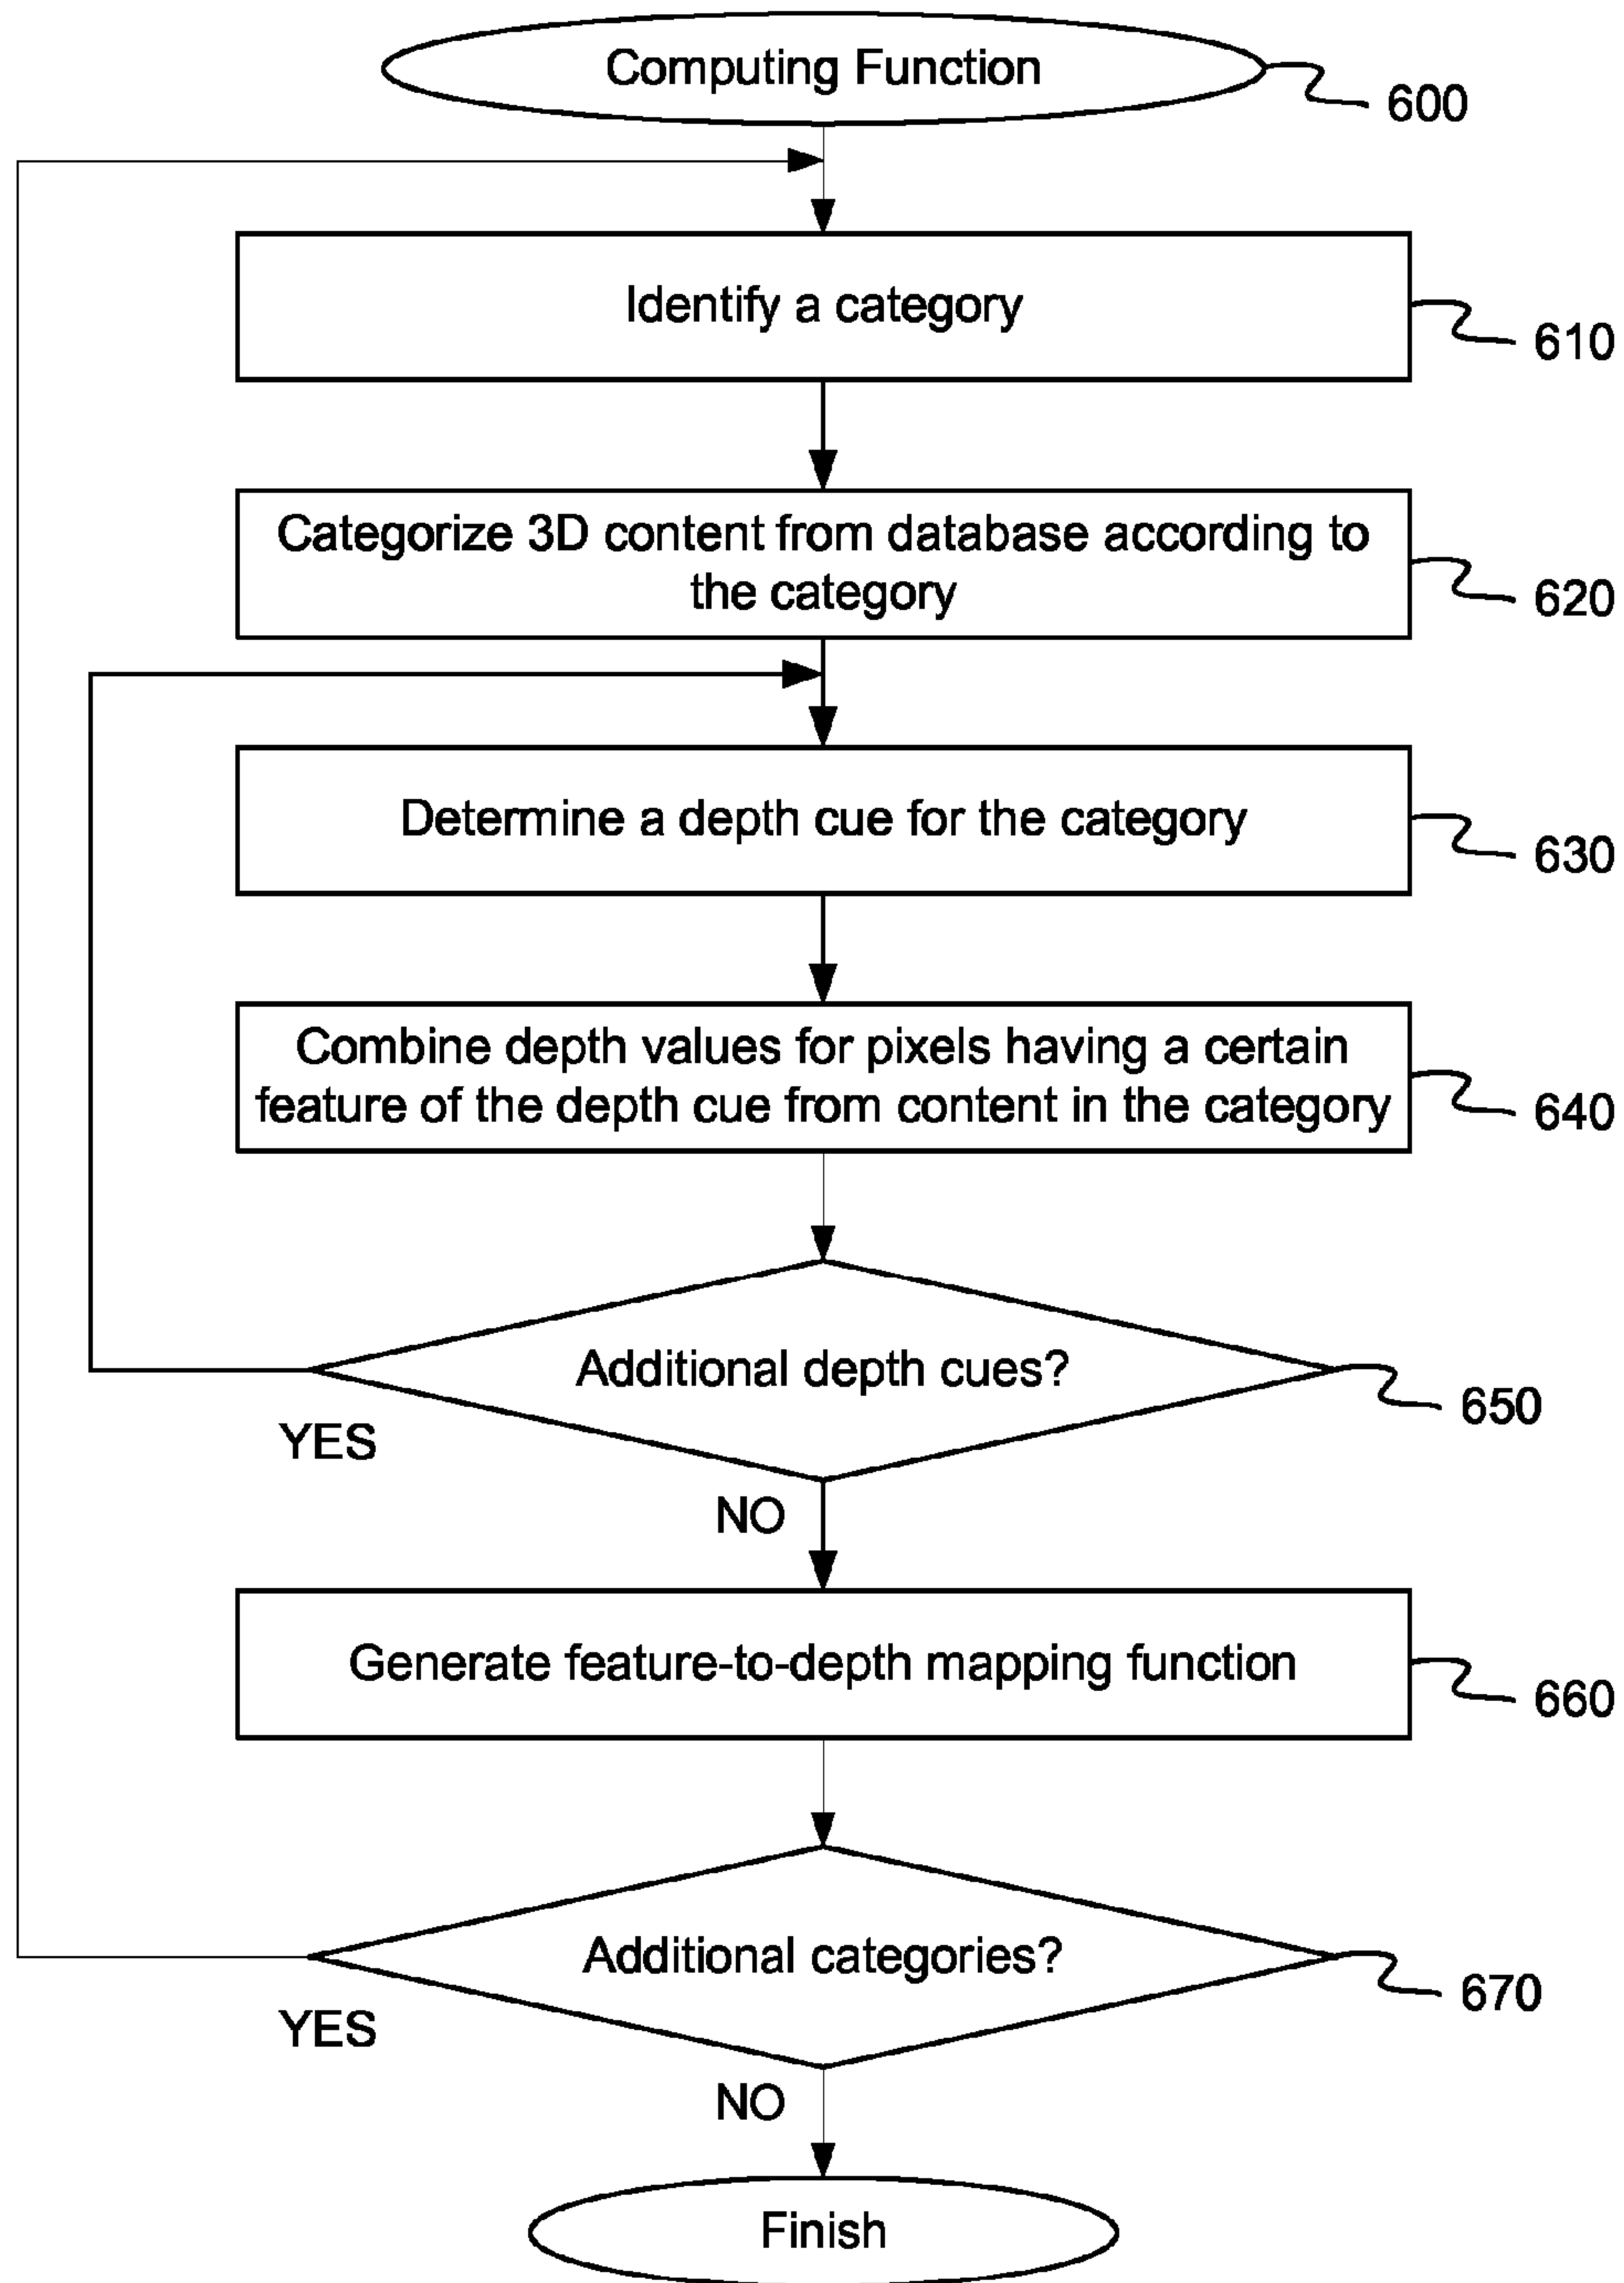 Computing Function
600
Identify a category
610
Categorize 3D content from database according to
the category
620
Determine a depth cue for the category
630
Combine depth values for pixels having a certain
feature of the depth cue from content in the category
640
Additional depth cues?
650
YES
NO
Generate feature-to-depth mapping function
660
Additional categories?
670
YES
NO
Finish